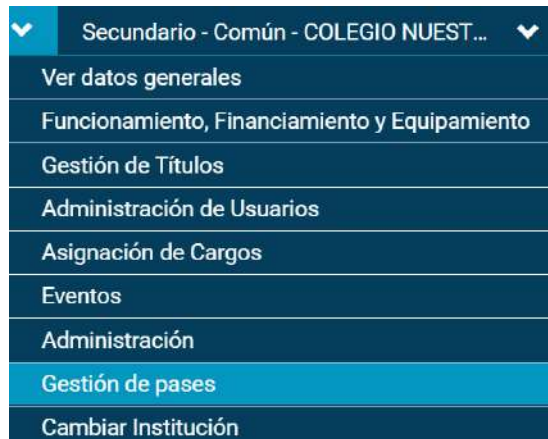 Secundario - Común - COLEGIO NUEST...
Ver datos generales
Funcionamiento, Financiamiento y Equipamiento
Gestión de Títulos
Administración de Usuarios
Asignación de Cargos
Eventos
Administración
Gestión de pases
Cambiar Institución